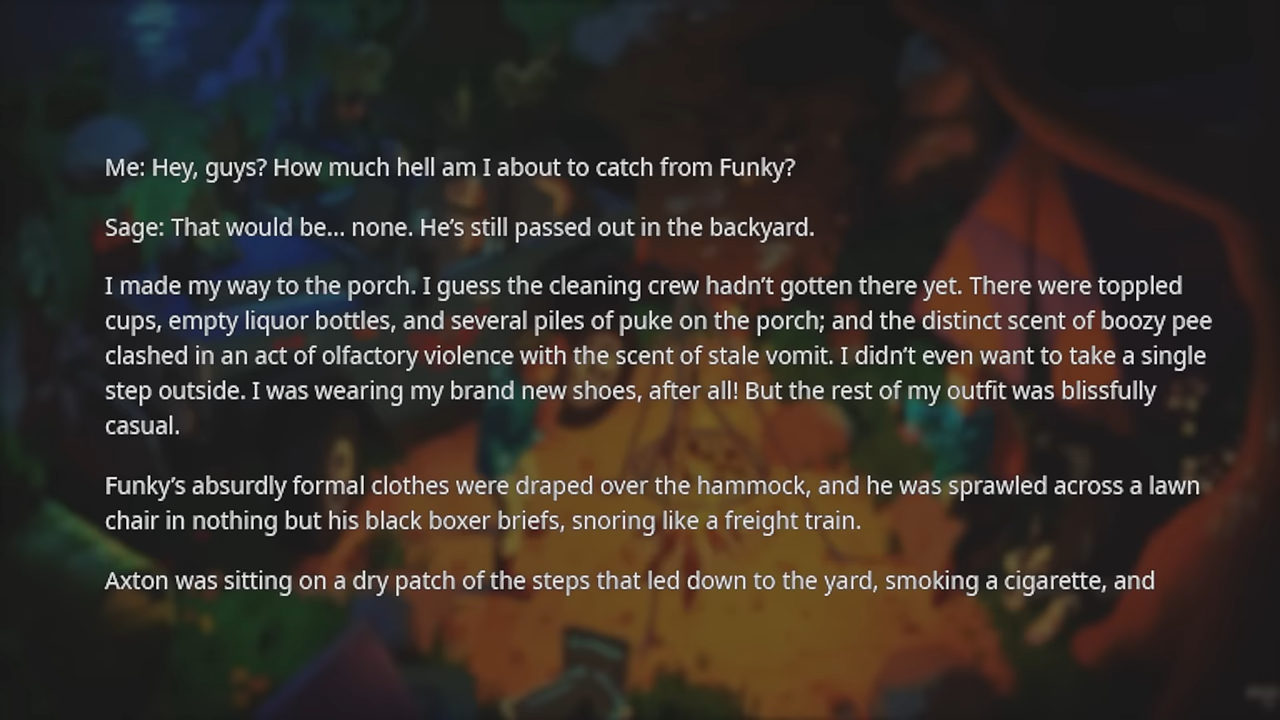 Me: Hey, guys? How much hell am I about to catch from Funky?
Sage: That would be... none. He’s still passed out in the backyard.
I made my way to the porch. I guess the cleaning crew hadn’t gotten there yet. There were toppled
cups, empty liquor bottles, and several piles of puke on the porch; and the distinct scent of boozy pee
clashed in an act of olfactory violence with the scent of stale vomit. I didn’t even want to take a single
step outside. I was wearing my brand new shoes, after all! But the rest of my outfit was blissfully
casual.
Funky’s absurdly formal clothes were draped over the hammock, and he was sprawled across a lawn
chair in nothing but his black boxer briefs, snoring like a freight train.
Axton was sitting on a dry patch of the steps that led down to the yard, smoking a cigarette, and